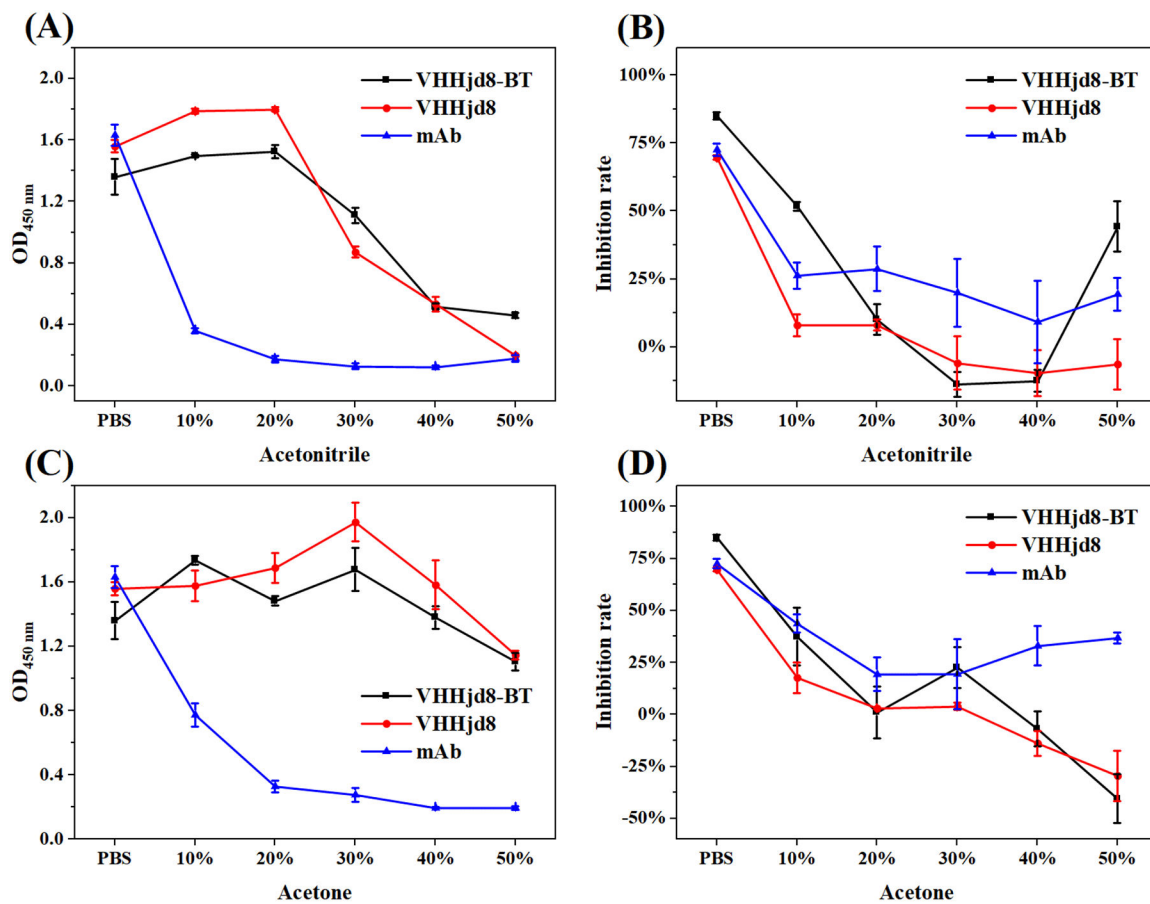 (A)
2.0
1.6
1.2
0.8
0.4
0.0
OD450 nm
VHHjd8-BT
VHHjd8
mAb
PBS 10% 20% 30% 40% 50%
Acetonitrile
(B)
100%
75%
50%
25%
0%
Inhibition rate
VHHjd8-BT
VHHjd8
mAb
PBS 10% 20% 30% 40% 50%
Acetonitrile
(C)
2.0
1.6
1.2
0.8
0.4
0.0
OD450 nm
VHHjd8-BT
VHHjd8
mAb
PBS 10% 20% 30% 40% 50%
Acetone
(D)
100%
75%
50%
25%
0%
-25%
-50%
Inhibition rate
VHHjd8-BT
VHHjd8
mAb
PBS 10% 20% 30% 40% 50%
Acetone